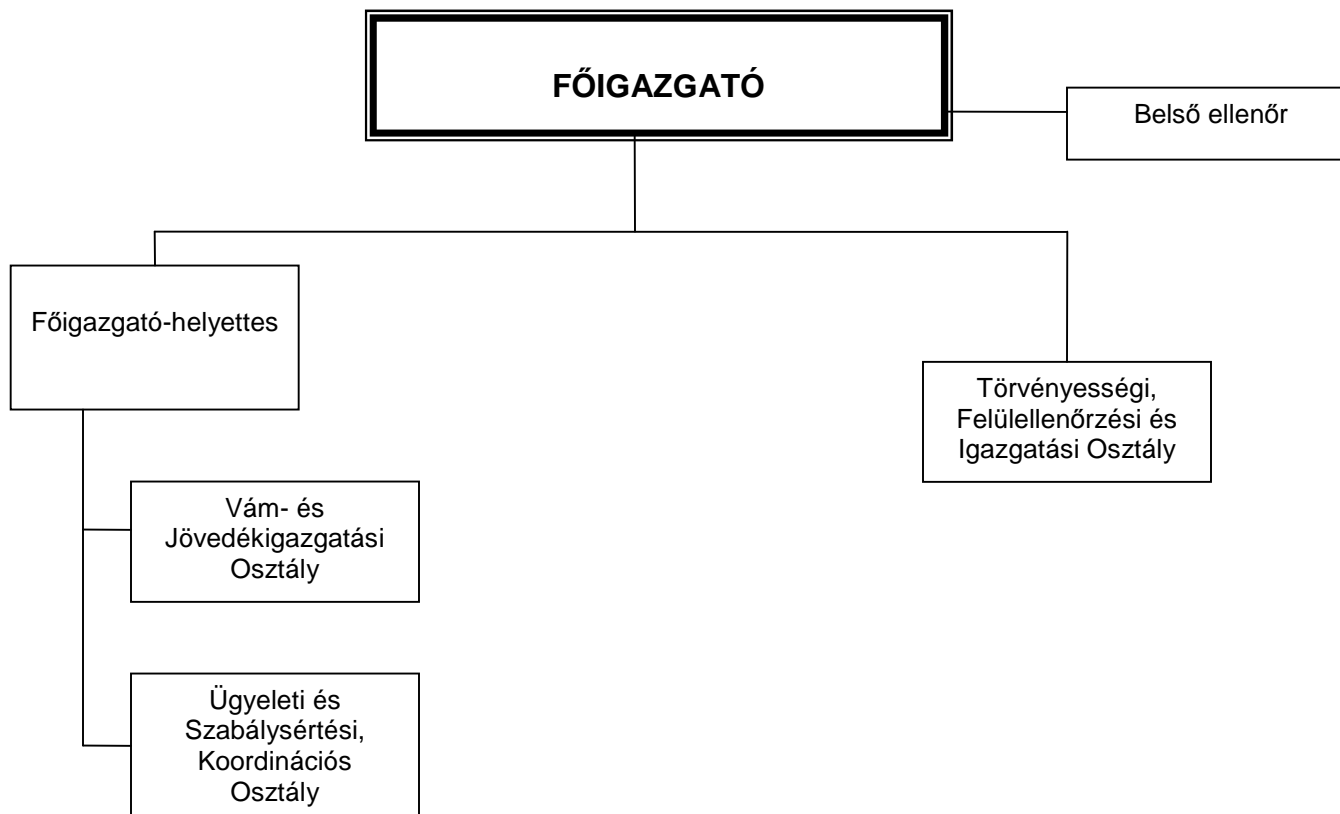 FŐIGAZGATÓ
Belső ellenőr
Főigazgató-helyettes
Törvényességi,
Felülellenőrzési és
Igazgatási Osztály
Vám- és
Jövedékigazgatási
Osztály
Ügyeleti és
Szabálysértési,
Koordinációs
Osztály